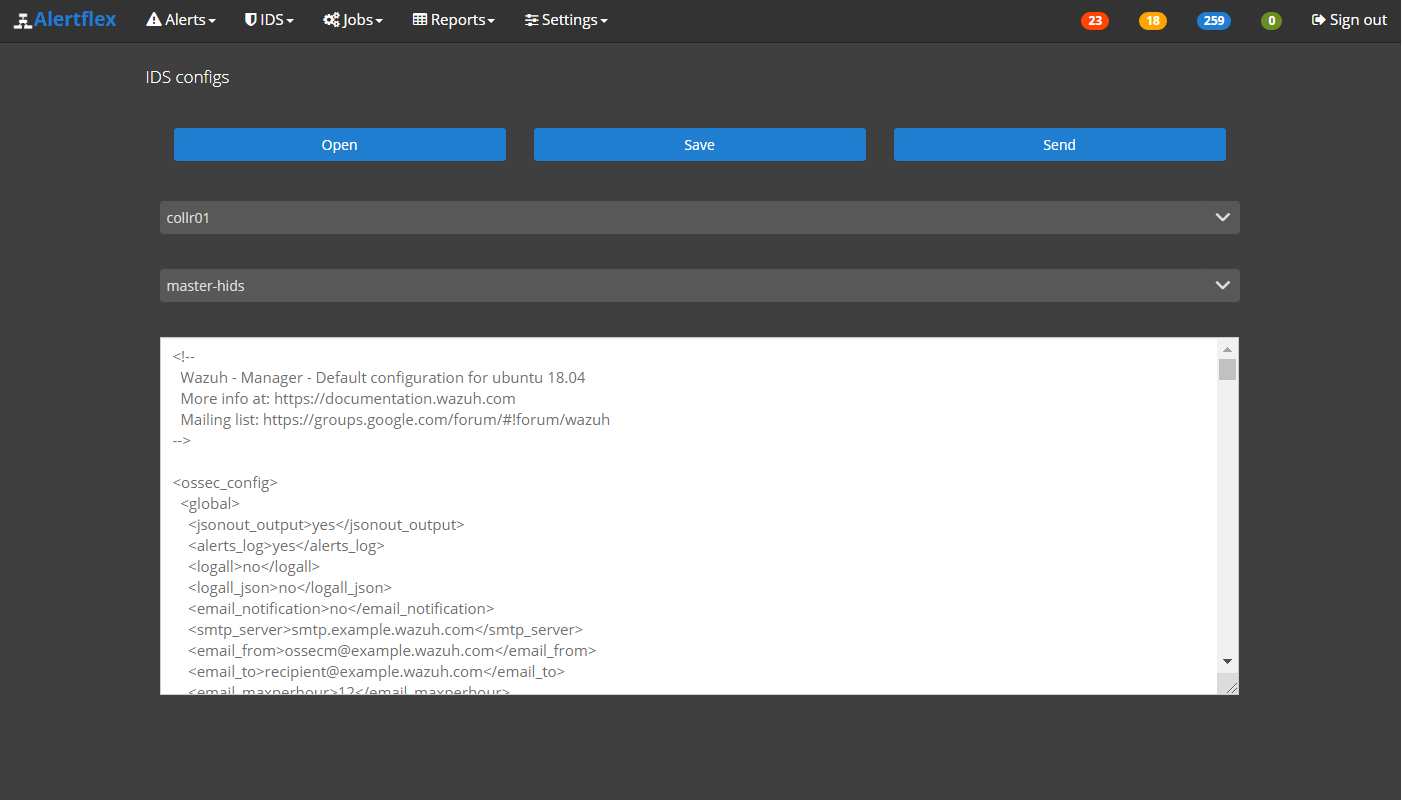 Alertflex Alerts IDS Jobs Reports Settings 23 18 259 0 Sign out
IDS configs
Open Save Send
collr01
master-hids
<!--
Wazuh - Manager - Default configuration for ubuntu 18.04
More info at: https://documentation.wazuh.com
Mailing list: https://groups.google.com/forum/#!forum/wazuh
-->
<ossec_config>
<global>
<jsonout_output>yes</jsonout_output>
<alerts_log>yes</alerts_log>
<logall>no</logall>
<logall_json>no</logall_json>
<email_notification>no</email_notification>
<smtp_server>smtp.example.wazuh.com</smtp_server>
<email_from>ossecm@example.wazuh.com</email_from>
<email_to>recipient@example.wazuh.com</email_to>
<email_maxperhour>12</email_maxperhour>